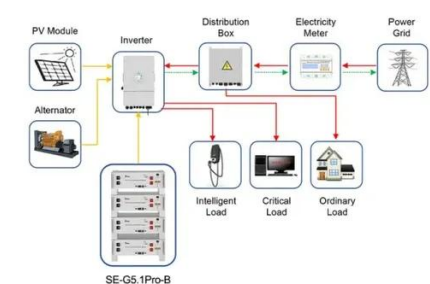 PV Module
Inverter
Distribution
Box
Electricity
Meter
Power
Grid
Alternator
Intelligent
Load
Critical
Load
Ordinary
Load
SE-G5.1Pro-B